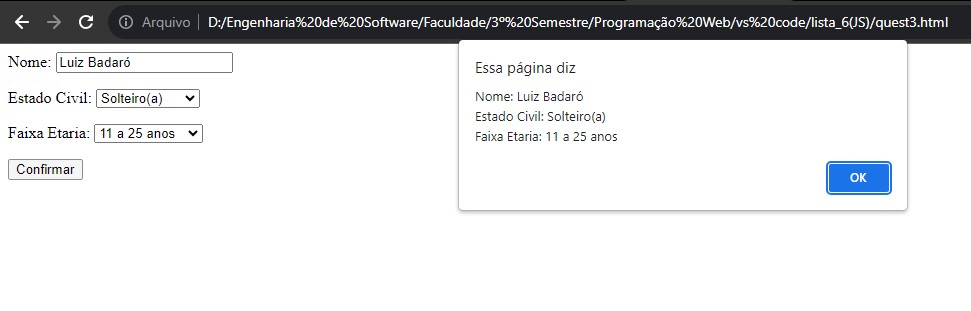 Arquivo D:/Engenharia%20de%20Software/Faculdade/3º%20Semestre/Programação%20Web/vs%20code/lista_6(JS)/quest3.html
Nome: Luiz Badaró
Estado Civil: Solteiro(a)
Faixa Etaria: 11 a 25 anos
Confirmar
Essa página diz
Nome: Luiz Badaró
Estado Civil: Solteiro(a)
Faixa Etaria: 11 a 25 anos
OK